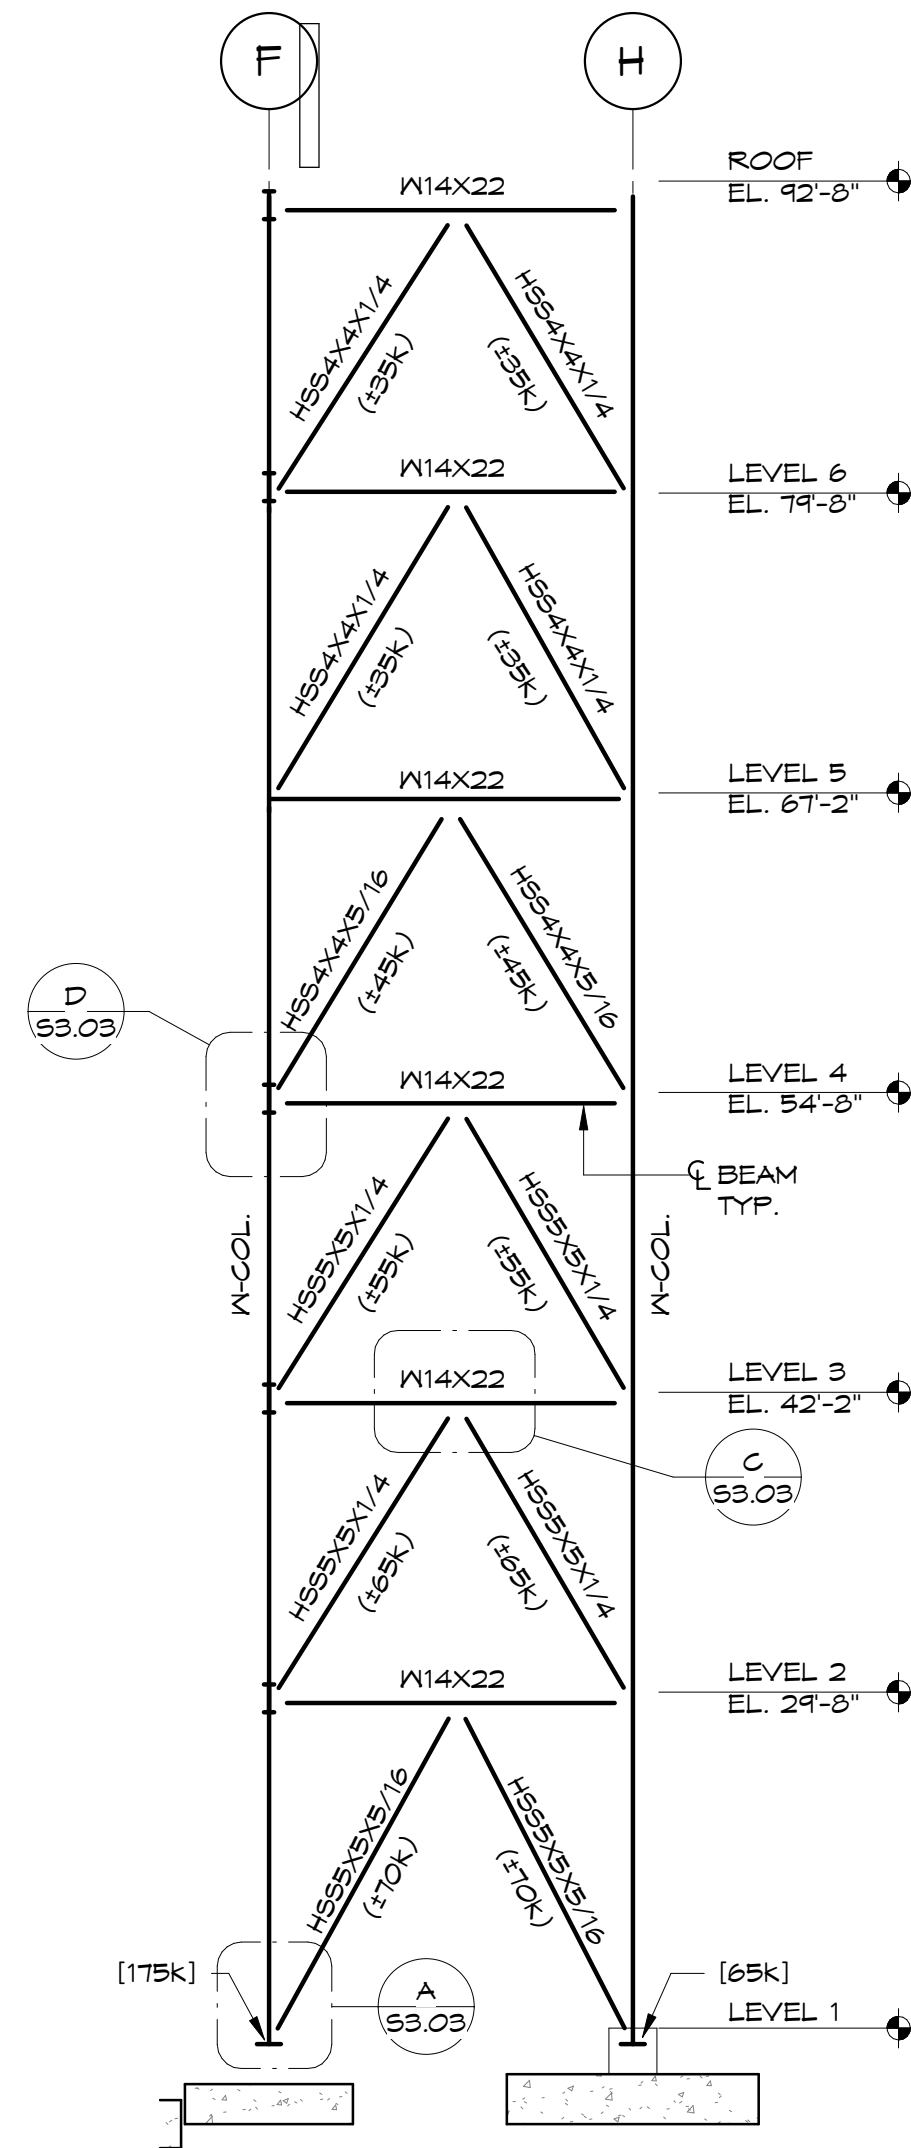 F
H
ROOF
EL. 92'-8"
W14X22
HSS4X4X1/4
(±35K)
HSS4X4X1/4
(±35K)
LEVEL 6
EL. 79'-8"
W14X22
HSS4X4X1/4
(±35K)
HSS4X4X1/4
(±35K)
LEVEL 5
EL. 67'-2"
W14X22
HSS4X4X5/16
(±45K)
HSS4X4X5/16
(±45K)
D
S3.03
LEVEL 4
EL. 54'-8"
W14X22
℄ BEAM
TYP.
W-COL.
HSS5X5X1/4
(±55K)
HSS5X5X1/4
(±55K)
W-COL.
LEVEL 3
EL. 42'-2"
W14X22
C
S3.03
HSS5X5X1/4
(±65K)
HSS5X5X1/4
(±65K)
LEVEL 2
EL. 29'-8"
W14X22
HSS5X5X5/16
(±70K)
HSS5X5X5/16
(±70K)
[175K]
[65K]
A
S3.03
LEVEL 1